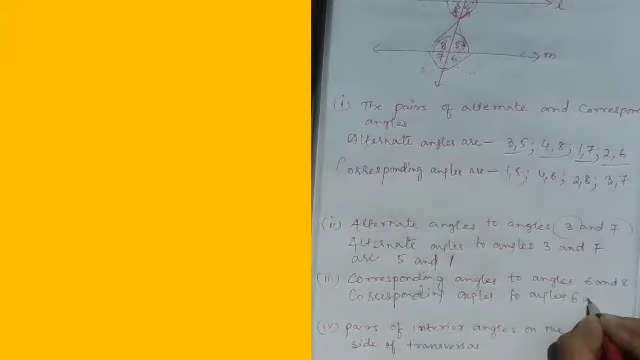 l
8 5
7 6
m
(i) The pairs of alternate and correspon
angles
Alternate angles are - 3,5; 4,8; 1,7; 2,6
Corresponding angles are - 1,5; 4,6; 2,8; 3,7
(ii) Alternate angles to angles 3 and 7
Alternate angles to angles 3 and 7
are 5 and 1
(iii) Corresponding angles to angles 6 and 8
Corresponding angles to angles 6
(iv) pairs of interior angles on the
side of transversal